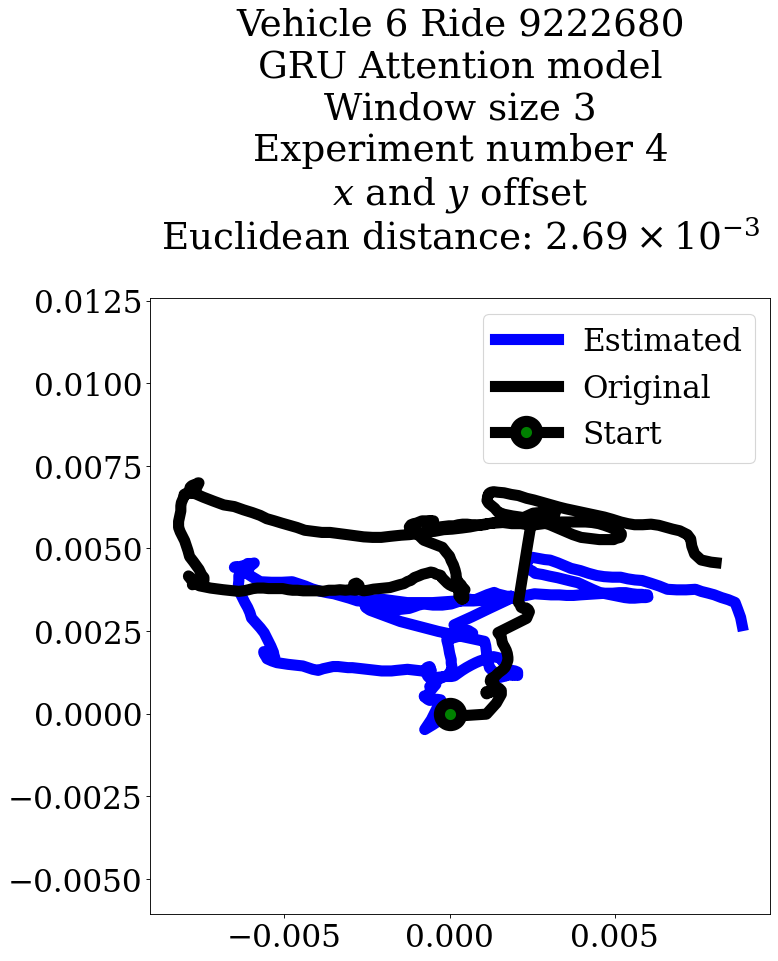 Vehicle 6 Ride 9222680
GRU Attention model
Window size 3
Experiment number 4
x and y offset
Euclidean distance: 2.69 × 10⁻³
0.0125
0.0100
0.0075
0.0050
0.0025
0.0000
−0.0025
−0.0050
Estimated
Original
Start
−0.005
0.000
0.005